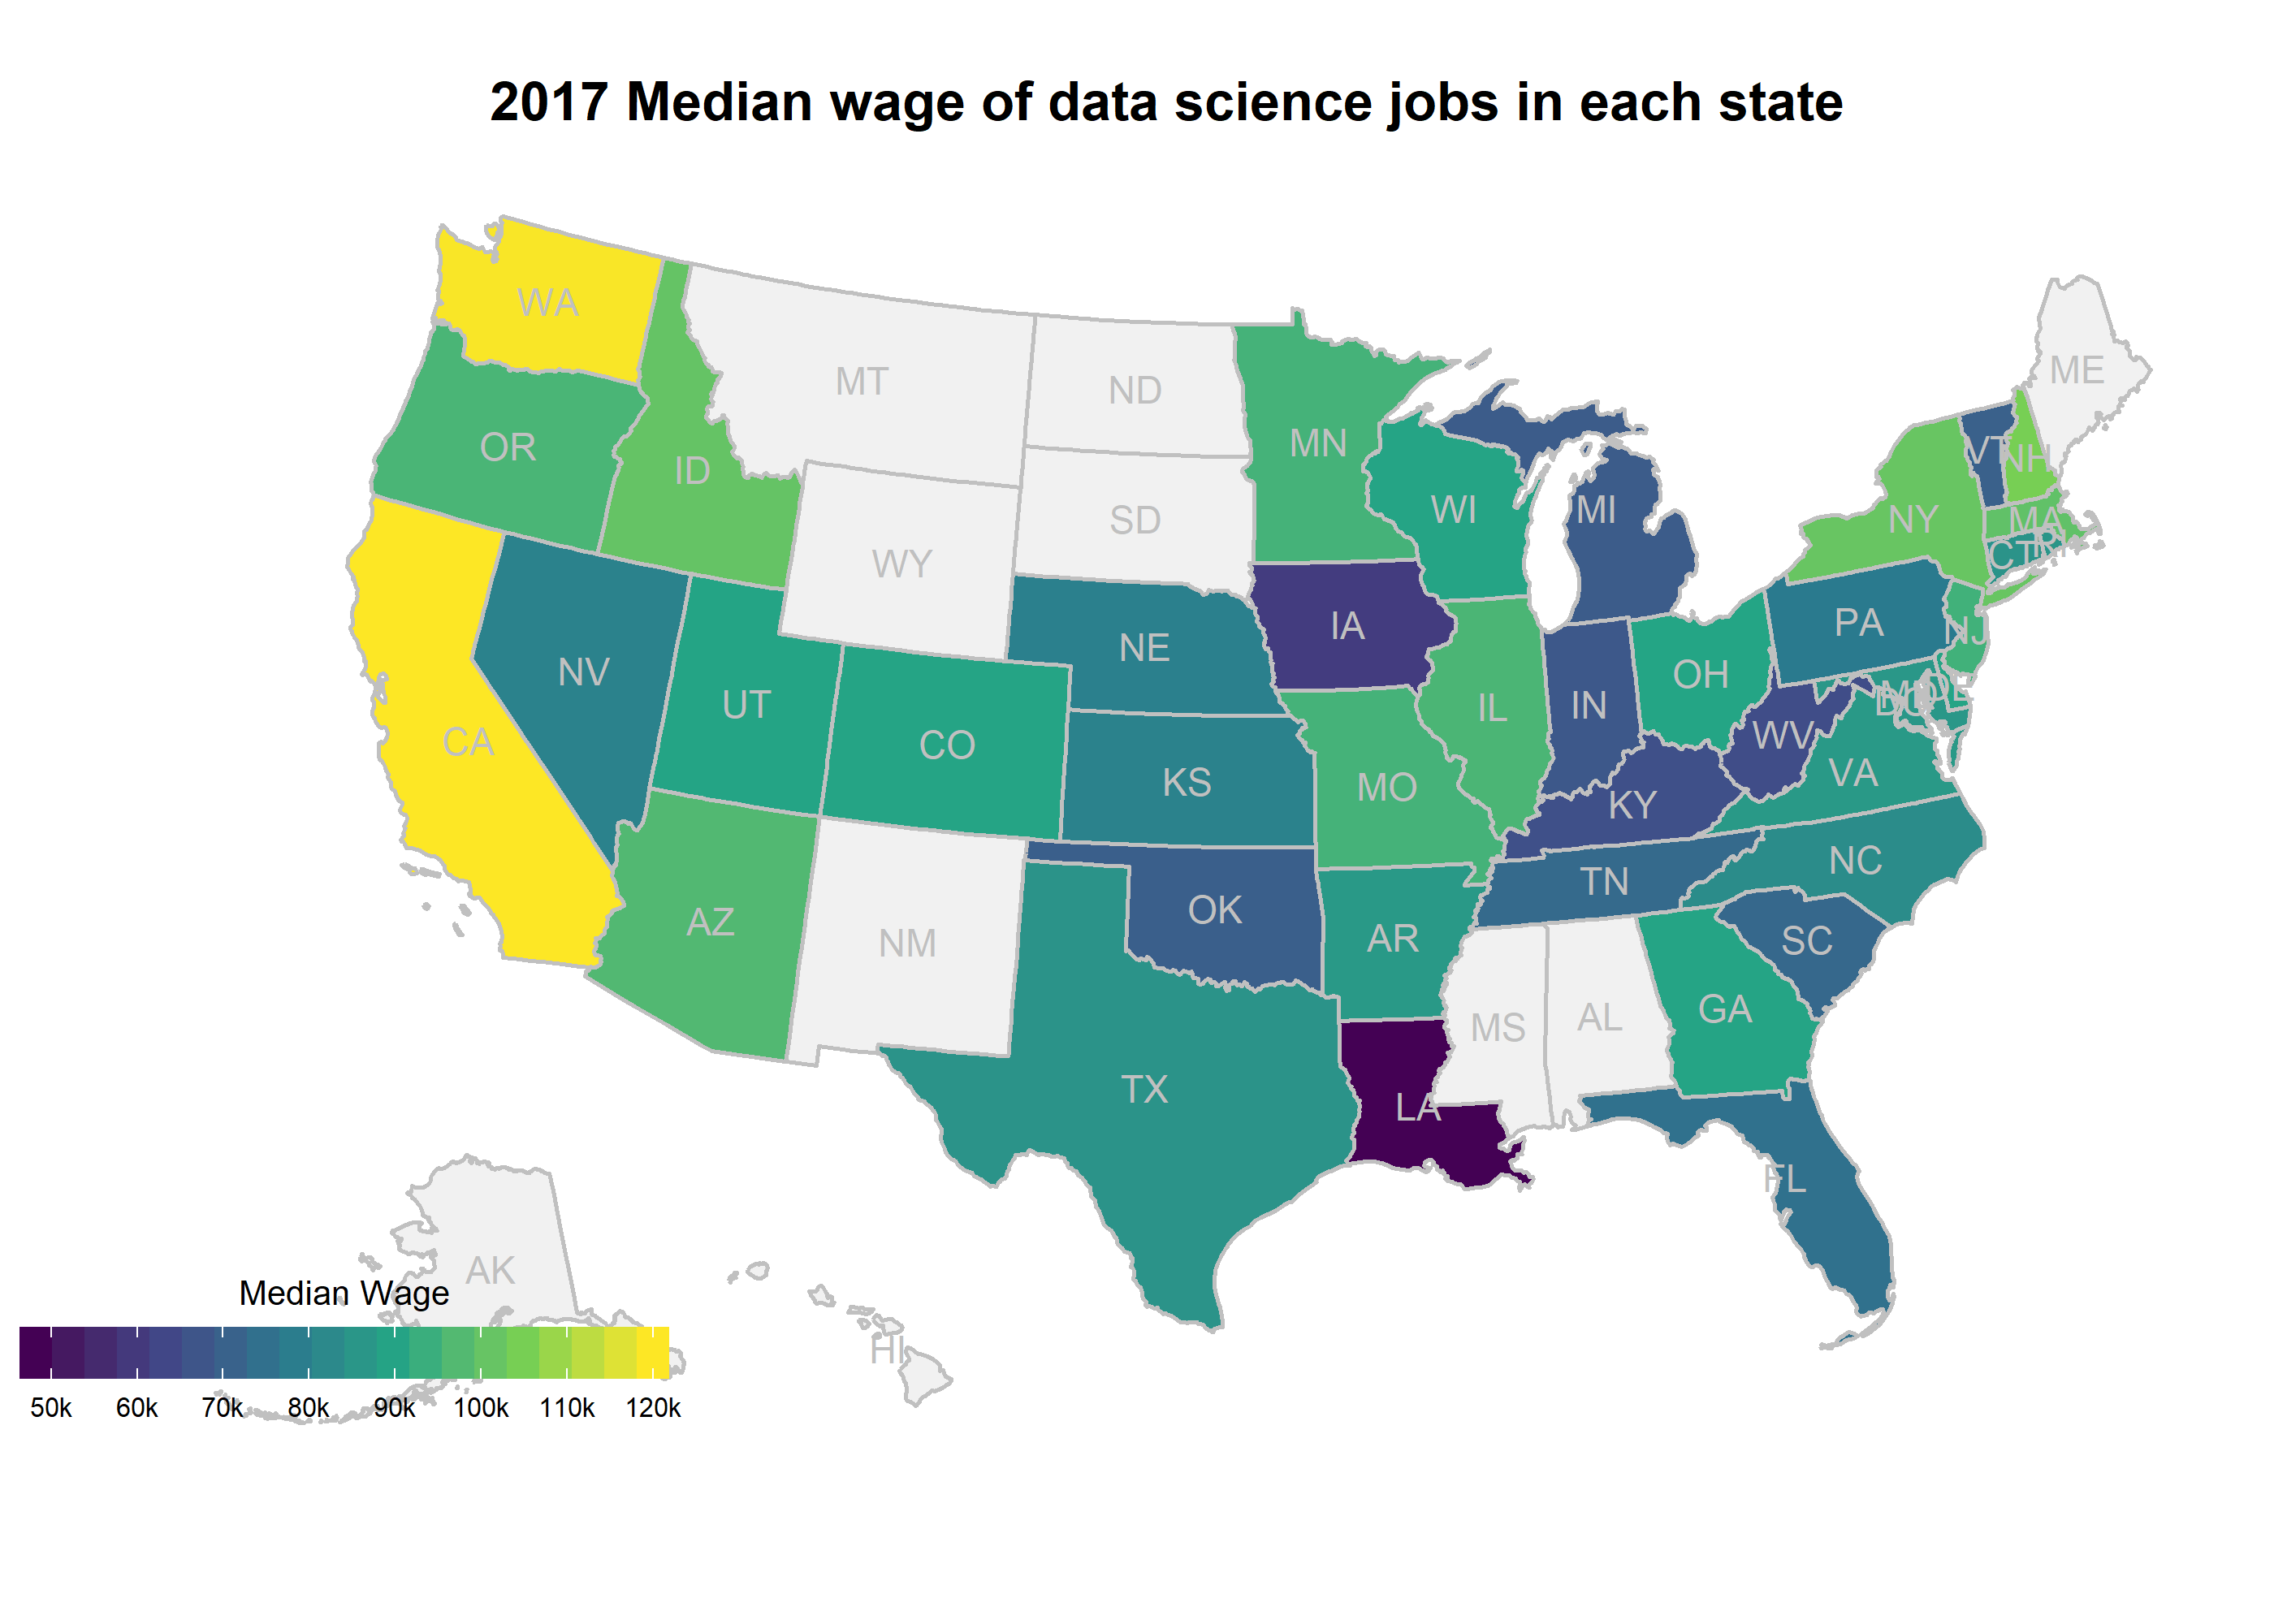 2017 Median wage of data science jobs in each state
WA
MT
ND
ME
OR
ID
MN
VT
NH
SD
WI
MI
NY
MA
WY
CT
RI
IA
NE
PA
NJ
NV
UT
IL
IN
OH
MD
DE
DC
CA
CO
KS
MO
KY
WV
VA
AZ
NM
OK
AR
TN
NC
SC
TX
LA
MS
AL
GA
FL
AK
HI
Median Wage
50k 60k 70k 80k 90k 100k 110k 120k